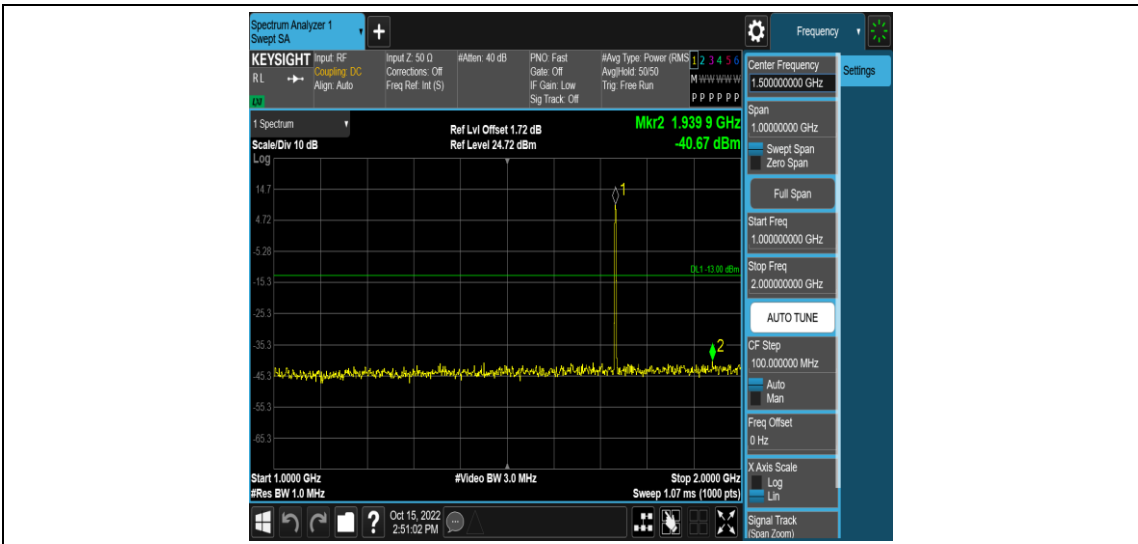 Spectrum Analyzer 1
Swept SA
+
Frequency
KEYSIGHT
RL
LXI
Input: RF
Coupling: DC
Align: Auto
Input Z: 50 Ω
Corrections: Off
Freq Ref: Int (S)
#Atten: 40 dB
PNO: Fast
Gate: Off
IF Gain: Low
Sig Track: Off
#Avg Type: Power (RMS
Avg|Hold: 50/50
Trig: Free Run
1 2 3 4 5 6
M W W W W W
P P P P P P
1 Spectrum
Scale/Div 10 dB
Log
Ref Lvl Offset 1.72 dB
Ref Level 24.72 dBm
Mkr2 1.939 9 GHz
-40.67 dBm
14.7
4.72
-5.28
-15.3
-25.3
-35.3
-45.3
-55.3
-65.3
1
DL1 -13.00 dBm
2
Start 1.0000 GHz
#Res BW 1.0 MHz
#Video BW 3.0 MHz
Stop 2.0000 GHz
Sweep 1.07 ms (1000 pts)
?
Oct 15, 2022
2:51:02 PM
Center Frequency
1.500000000 GHz
Settings
Span
1.00000000 GHz
Swept Span
Zero Span
Full Span
Start Freq
1.000000000 GHz
Stop Freq
2.000000000 GHz
AUTO TUNE
CF Step
100.000000 MHz
Auto
Man
Freq Offset
0 Hz
X Axis Scale
Log
Lin
Signal Track
(Span Zoom)